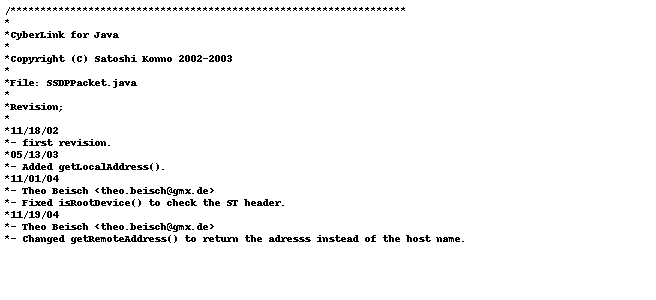 /******************************************************************
*
*CyberLink for Java
*
*Copyright (C) Satoshi Konno 2002-2003
*
*File: SSDPPacket.java
*
*Revision;
*
*11/18/02
*- first revision.
*05/13/03
*- Added getLocalAddress().
*11/01/04
*- Theo Beisch <theo.beisch@gmx.de>
*- Fixed isRootDevice() to check the ST header.
*11/19/04
*- Theo Beisch <theo.beisch@gmx.de>
*- Changed getRemoteAddress() to return the adresss instead of the host name.